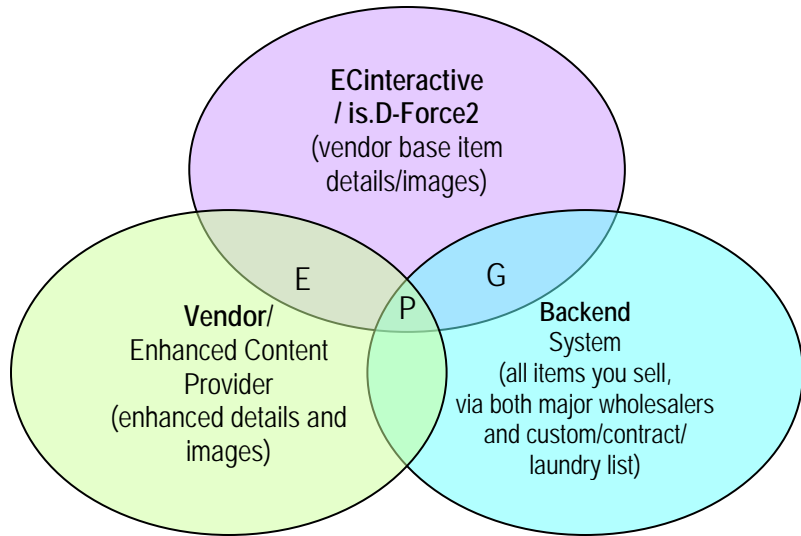 ECinteractive
/ is.D-Force2
(vendor base item
details/images)
E
G
P
Vendor/
Enhanced Content
Provider
(enhanced details and
images)
Backend
System
(all items you sell,
via both major wholesalers
and custom/contract/
laundry list)